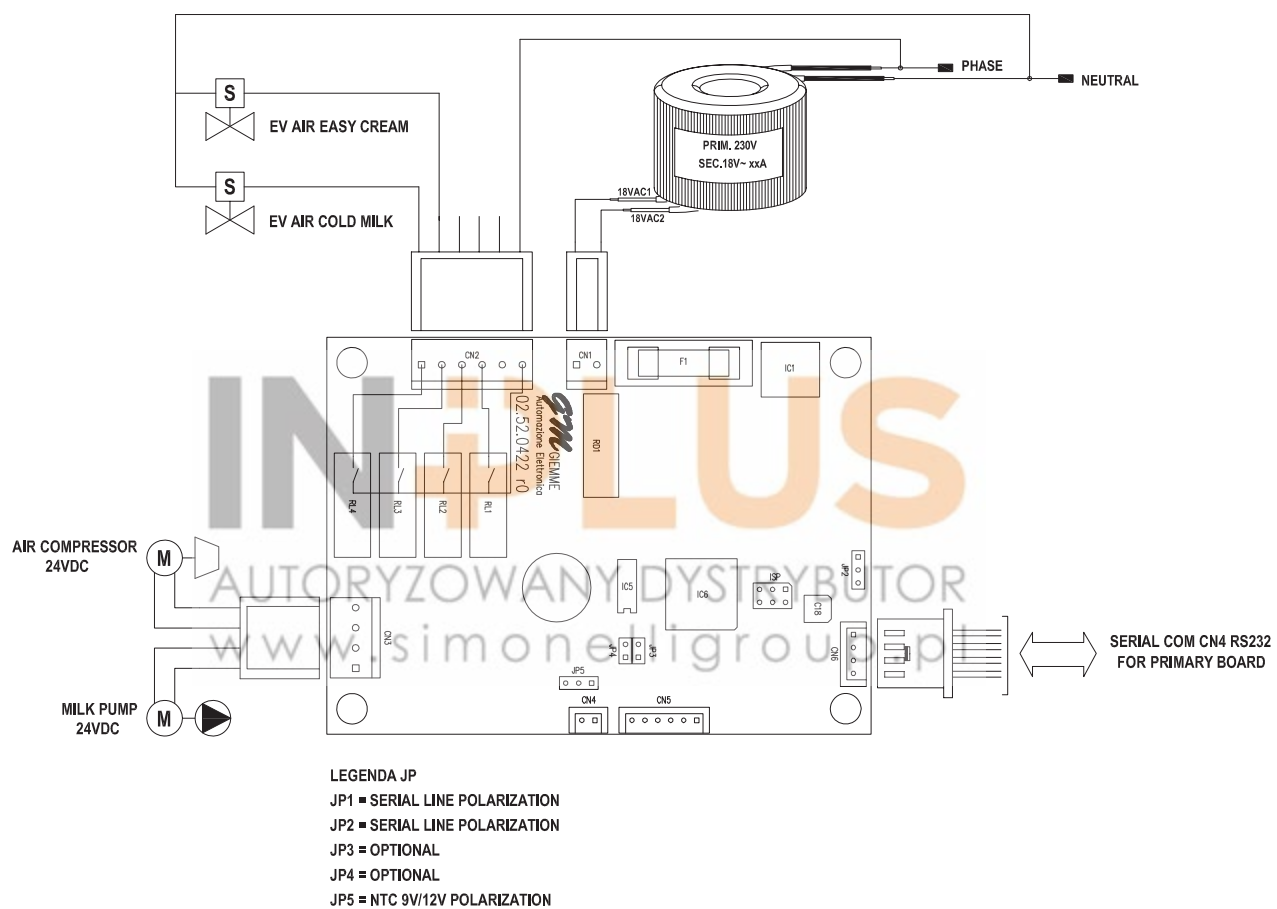 PHASE
NEUTRAL
S
EV AIR EASY CREAM
PRIM. 230V
SEC.18V~ xxA
S
EV AIR COLD MILK
18VAC1
18VAC2
CN2
CN1
F1
IC1
GM GIEMME
Automazione Elettronica
02.52.0422 r0
RD1
IN PLUS
RL4
RL3
RL2
RL1
AIR COMPRESSOR
24VDC
M
AUTORYZOWANY DYSTRYBUTOR
IC5
IC6
ISP
C18
JP2
CN3
www.simonelligroup.pl
JP4
JP3
CN6
SERIAL COM CN4 RS232
FOR PRIMARY BOARD
JP5
MILK PUMP
24VDC
M
CN4
CN5
LEGENDA JP
JP1 = SERIAL LINE POLARIZATION
JP2 = SERIAL LINE POLARIZATION
JP3 = OPTIONAL
JP4 = OPTIONAL
JP5 = NTC 9V/12V POLARIZATION